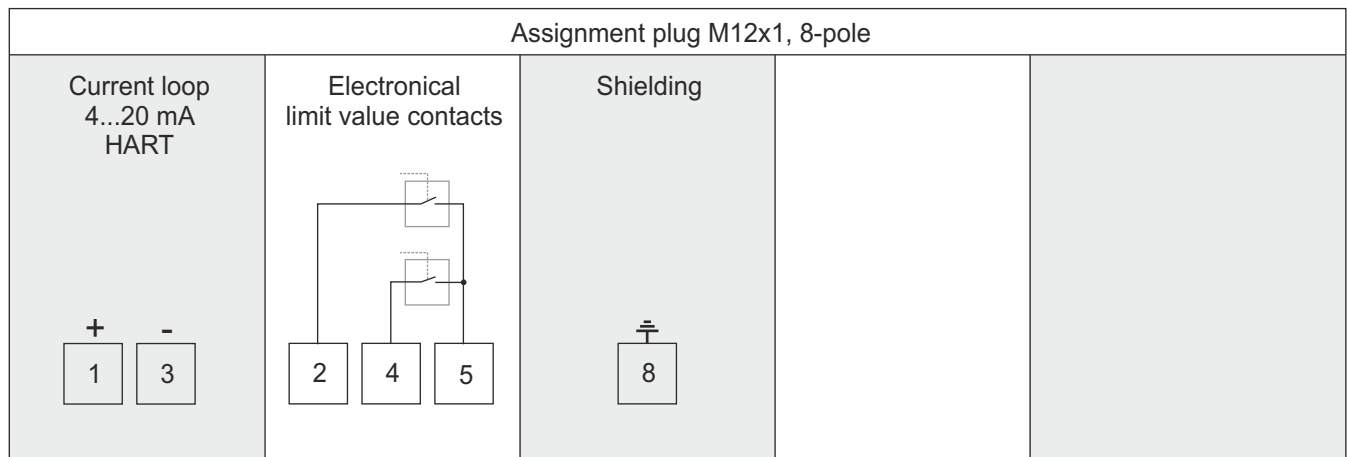 Assignment plug M12x1, 8-pole
Current loop
4...20 mA
HART
Electronical
limit value contacts
Shielding
+ -
1 3
2 4 5
8